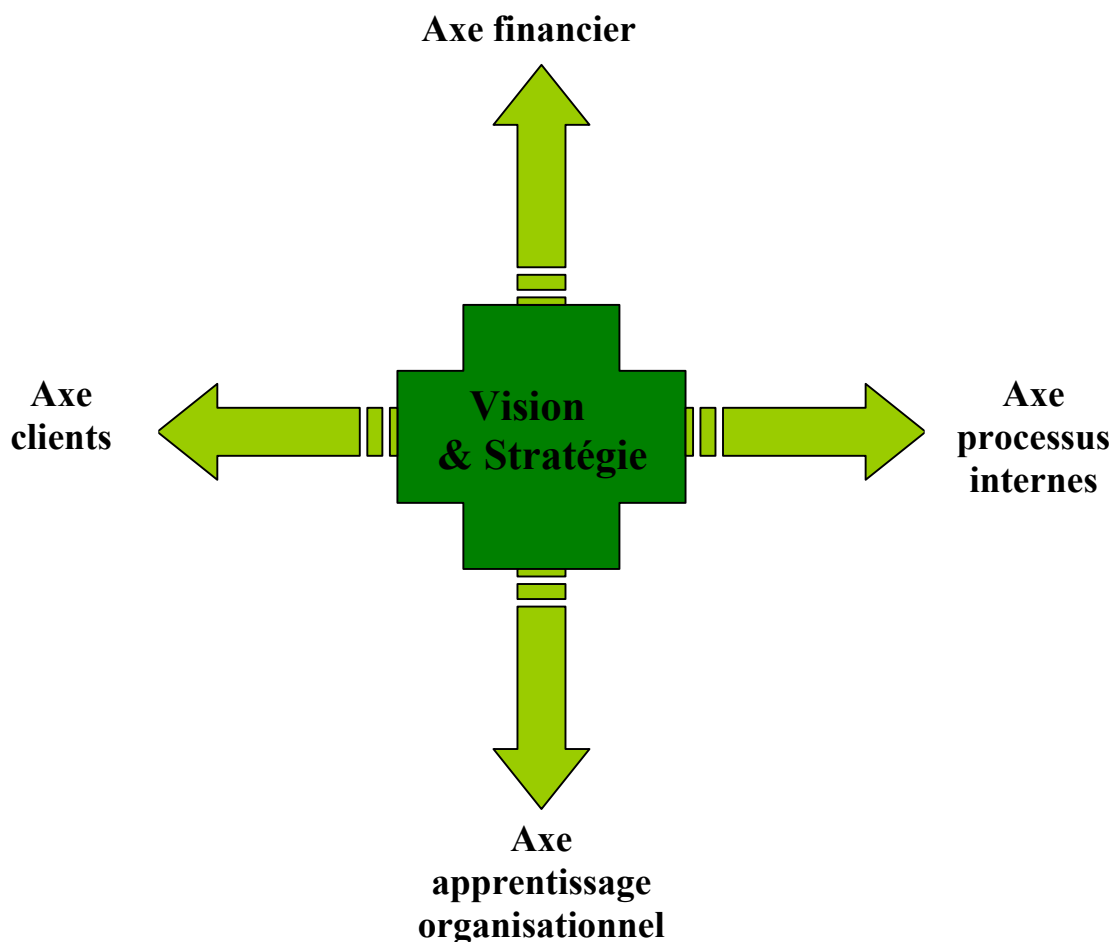 Axe financier
Axe
clients
Vision
& Stratégie
Axe
processus
internes
Axe
apprentissage
organisationnel